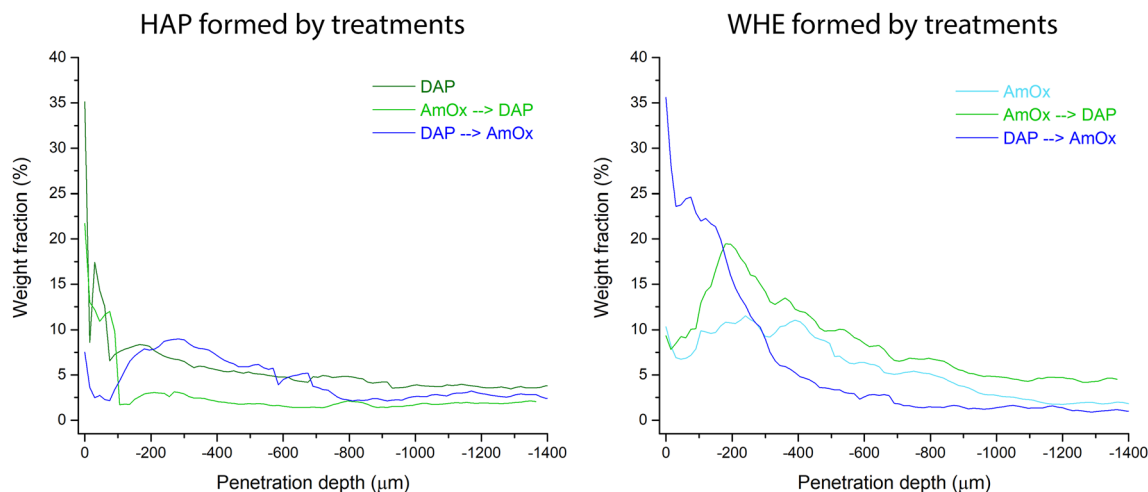 HAP formed by treatments
40
35
30
25
20
15
10
5
0
Weight fraction (%)
DAP
AmOx --> DAP
DAP --> AmOx
0 -200 -400 -600 -800 -1000 -1200 -1400
Penetration depth (μm)
WHE formed by treatments
40
35
30
25
20
15
10
5
0
Weight fraction (%)
AmOx
AmOx --> DAP
DAP --> AmOx
0 -200 -400 -600 -800 -1000 -1200 -1400
Penetration depth (μm)